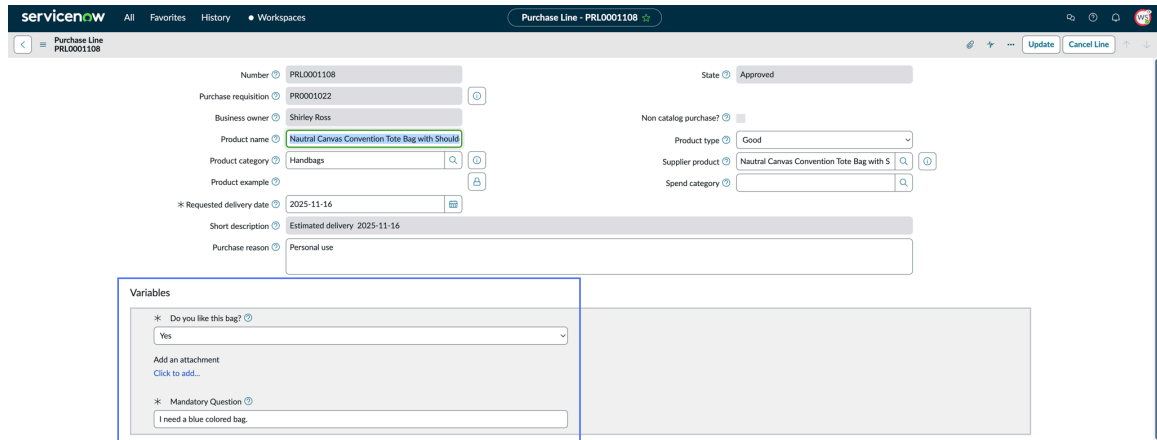 servicenow All Favorites History Workspaces Purchase Line - PRL0001108 WS
Purchase Line
PRL0001108
Update Cancel Line
Number PRL0001108 State Approved
Purchase requisition PR0001022
Business owner Shirley Ross Non catalog purchase?
Product name Nautral Canvas Convention Tote Bag with Should Product type Good
Product category Handbags Supplier product Nautral Canvas Convention Tote Bag with S
Product example Spend category
Requested delivery date 2025-11-16
Short description Estimated delivery 2025-11-16
Purchase reason Personal use
Variables
Do you like this bag?
Yes
Add an attachment
Click to add...
Mandatory Question
I need a blue colored bag.